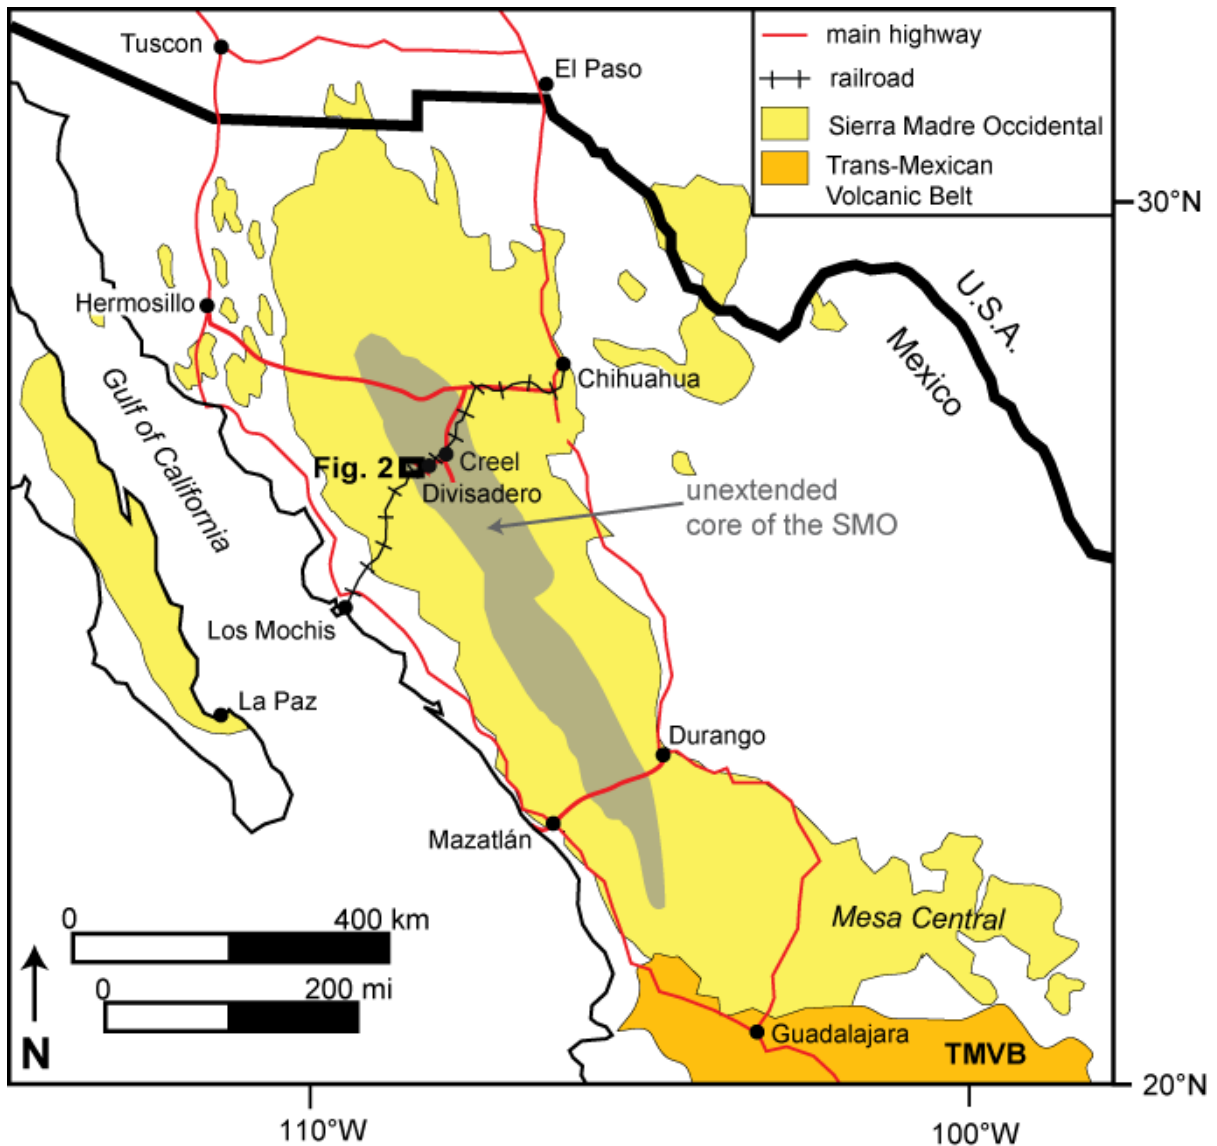 Tuscon
El Paso
main highway
railroad
Sierra Madre Occidental
Trans-Mexican
Volcanic Belt
30°N
U.S.A.
Mexico
Hermosillo
Chihuahua
Gulf of California
Fig. 2
Creel
Divisadero
unextended
core of the SMO
Los Mochis
La Paz
Durango
Mazatlán
Mesa Central
0
400 km
0
200 mi
N
Guadalajara
TMVB
20°N
110°W
100°W